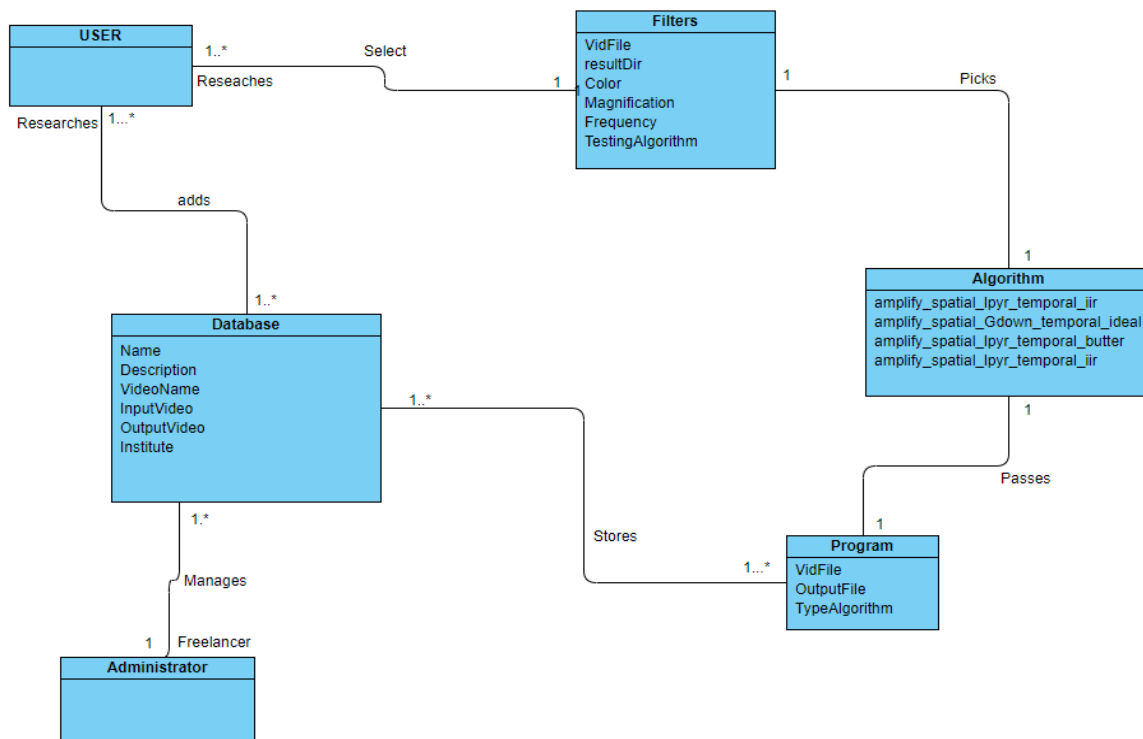 USER
1..*
Reseaches
Select
1
1
Filters
VidFile
resultDir
Color
Magnification
Frequency
TestingAlgorithm
1
Picks
1
Researches
1...*
adds
1..*
Algorithm
amplify_spatial_lpyr_temporal_iir
amplify_spatial_Gdown_temporal_ideal
amplify_spatial_lpyr_temporal_butter
amplify_spatial_lpyr_temporal_iir
1
Passes
1
Database
Name
Description
VideoName
InputVideo
OutputVideo
Institute
1..*
Stores
1...*
Program
VidFile
OutputFile
TypeAlgorithm
1.*
Manages
1
Freelancer
Administrator